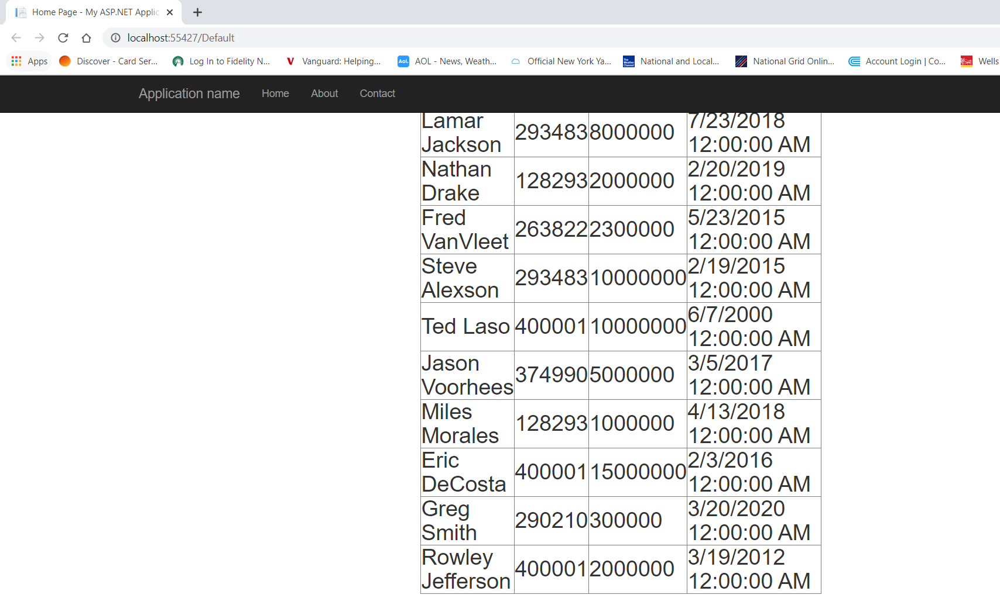 Home Page - My ASP.NET Applic
localhost:55427/Default
Apps Discover - Card Ser... Log In to Fidelity N... Vanguard: Helping... Aol. AOL - News, Weath... Official New York Ya... The Weather Channel National and Local... National Grid Onlin... Account Login | Co... Wells
Application name Home About Contact
Lamar Jackson 293483 8000000 7/23/2018 12:00:00 AM
Nathan Drake 128293 2000000 2/20/2019 12:00:00 AM
Fred VanVleet 263822 2300000 5/23/2015 12:00:00 AM
Steve Alexson 293483 10000000 2/19/2015 12:00:00 AM
Ted Laso 400001 10000000 6/7/2000 12:00:00 AM
Jason Voorhees 374990 5000000 3/5/2017 12:00:00 AM
Miles Morales 128293 1000000 4/13/2018 12:00:00 AM
Eric DeCosta 400001 15000000 2/3/2016 12:00:00 AM
Greg Smith 290210 300000 3/20/2020 12:00:00 AM
Rowley Jefferson 400001 2000000 3/19/2012 12:00:00 AM